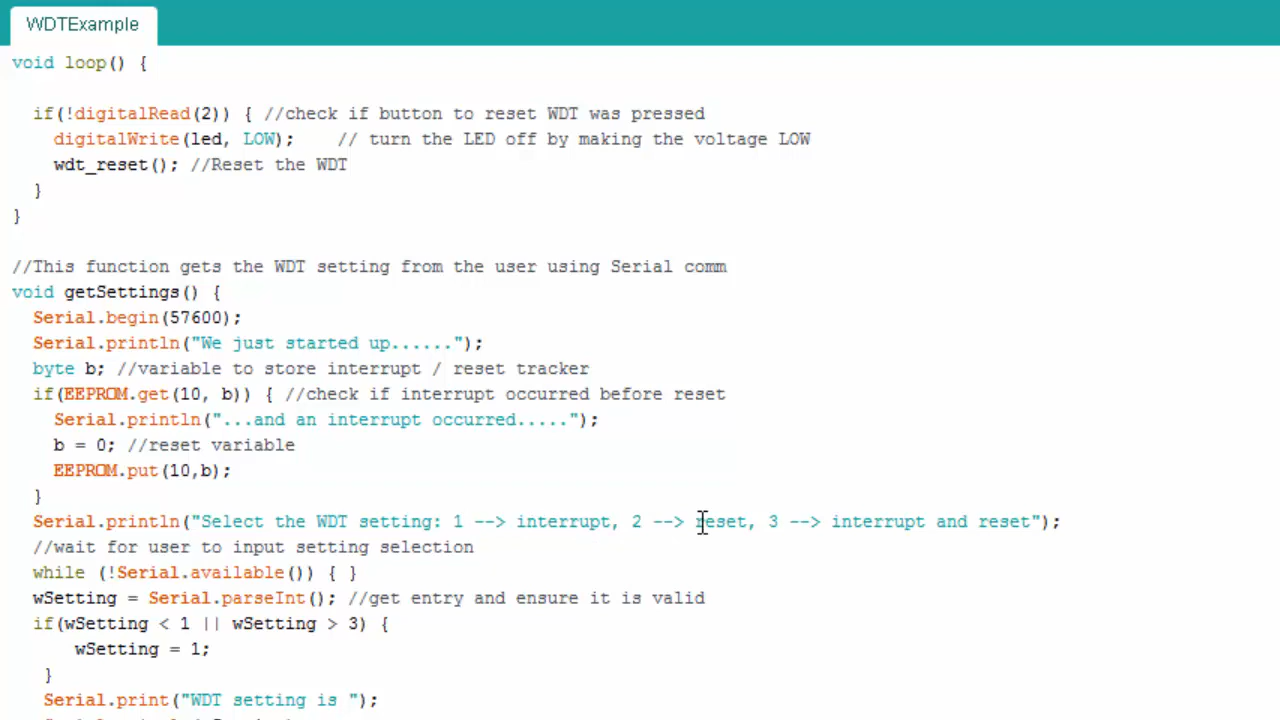 WDTExample
void loop() {
if(!digitalRead(2)) { //check if button to reset WDT was pressed
digitalWrite(led, LOW);    // turn the LED off by making the voltage LOW
wdt_reset(); //Reset the WDT
}
}
//This function gets the WDT setting from the user using Serial comm
void getSettings() {
Serial.begin(57600);
Serial.println("We just started up......");
byte b; //variable to store interrupt / reset tracker
if(EEPROM.get(10, b)) { //check if interrupt occurred before reset
Serial.println("...and an interrupt occurred.....");
b = 0; //reset variable
EEPROM.put(10,b);
}
Serial.println("Select the WDT setting: 1 --> interrupt, 2 --> reset, 3 --> interrupt and reset");
//wait for user to input setting selection
while (!Serial.available()) { }
wSetting = Serial.parseInt(); //get entry and ensure it is valid
if(wSetting < 1 || wSetting > 3) {
wSetting = 1;
}
Serial.print("WDT setting is ");